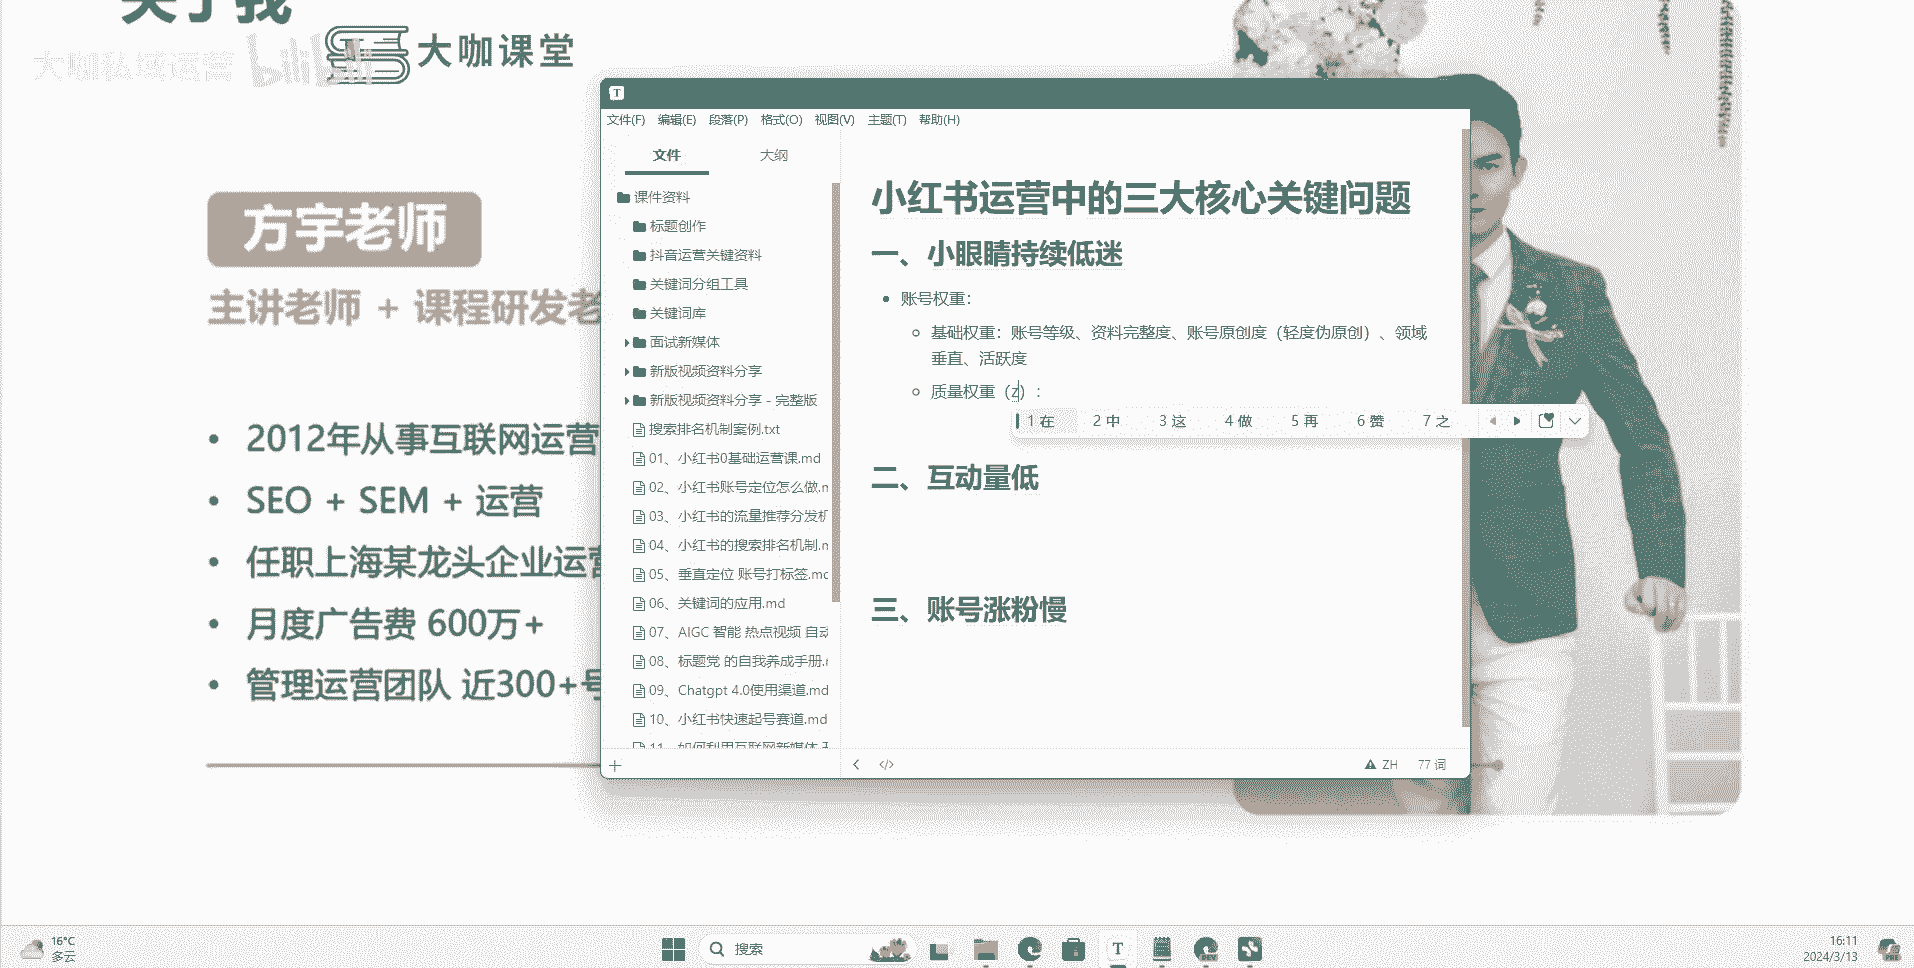 关于我
大咖私域运营 bilibili
大咖课堂
方宇老师
主讲老师 + 课程研发老
2012年从事互联网运营
SEO + SEM + 运营
任职上海某龙头企业运营
月度广告费 600万+
管理运营团队 近300+号
T
文件(F) 编辑(E) 段落(P) 格式(O) 视图(V) 主题(T) 帮助(H)
文件 大纲
课件资料
标题创作
抖音运营关键资料
关键词分组工具
关键词库
面试新媒体
新版视频资料分享
新版视频资料分享 - 完整版
搜索排名机制案例.txt
01、小红书0基础运营课.md
02、小红书账号定位怎么做.m
03、小红书的流量推荐分发机
04、小红书的搜索排名机制.m
05、垂直定位 账号打标签.md
06、关键词的应用.md
07、AIGC 智能 热点视频 自动
08、标题党 的自我养成手册.
09、Chatgpt 4.0使用渠道.md
10、小红书快速起号赛道.md
11、如何利用互联网新媒体
小红书运营中的三大核心关键问题
一、小眼睛持续低迷
账号权重：
基础权重：账号等级、资料完整度、账号原创度（轻度伪原创）、领域
垂直、活跃度
质量权重（z）：
1 在 2 中 3 这 4 做 5 再 6 赞 7 之
二、互动量低
三、账号涨粉慢
ZH 77 词
16°C
多云
搜索
T
DEV
16:11
2024/3/13
PRE